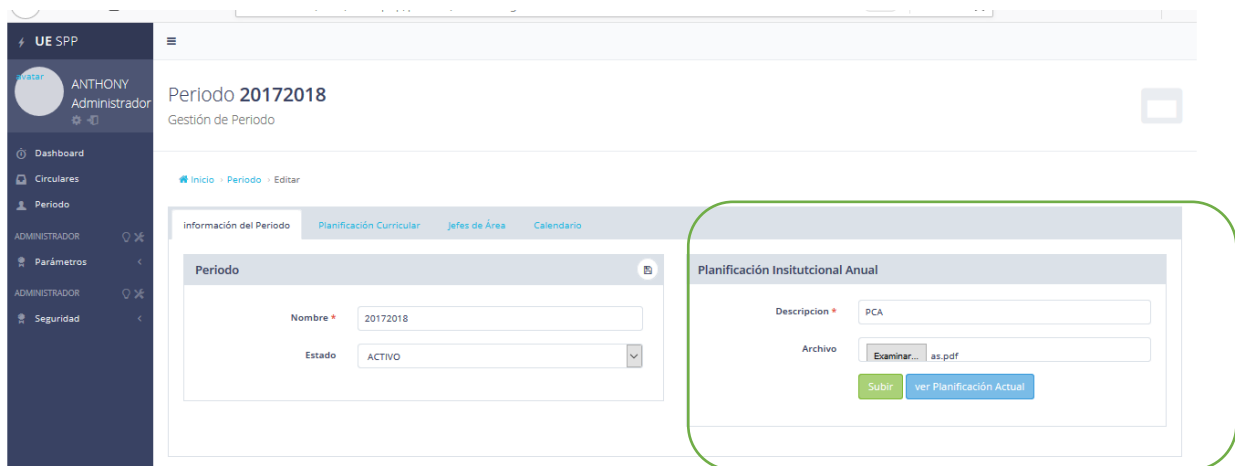 UE SPP
avatar
ANTHONY
Administrador
Dashboard
Circulares
Periodo
ADMINISTRADOR
Parámetros
ADMINISTRADOR
Seguridad
Periodo 20172018
Gestión de Periodo
Inicio › Periodo › Editar
información del Periodo
Planificación Curricular
Jefes de Área
Calendario
Periodo
Nombre *
20172018
Estado
ACTIVO
Planificación Insitutcional Anual
Descripcion *
PCA
Archivo
Examinar... as.pdf
Subir
ver Planificación Actual